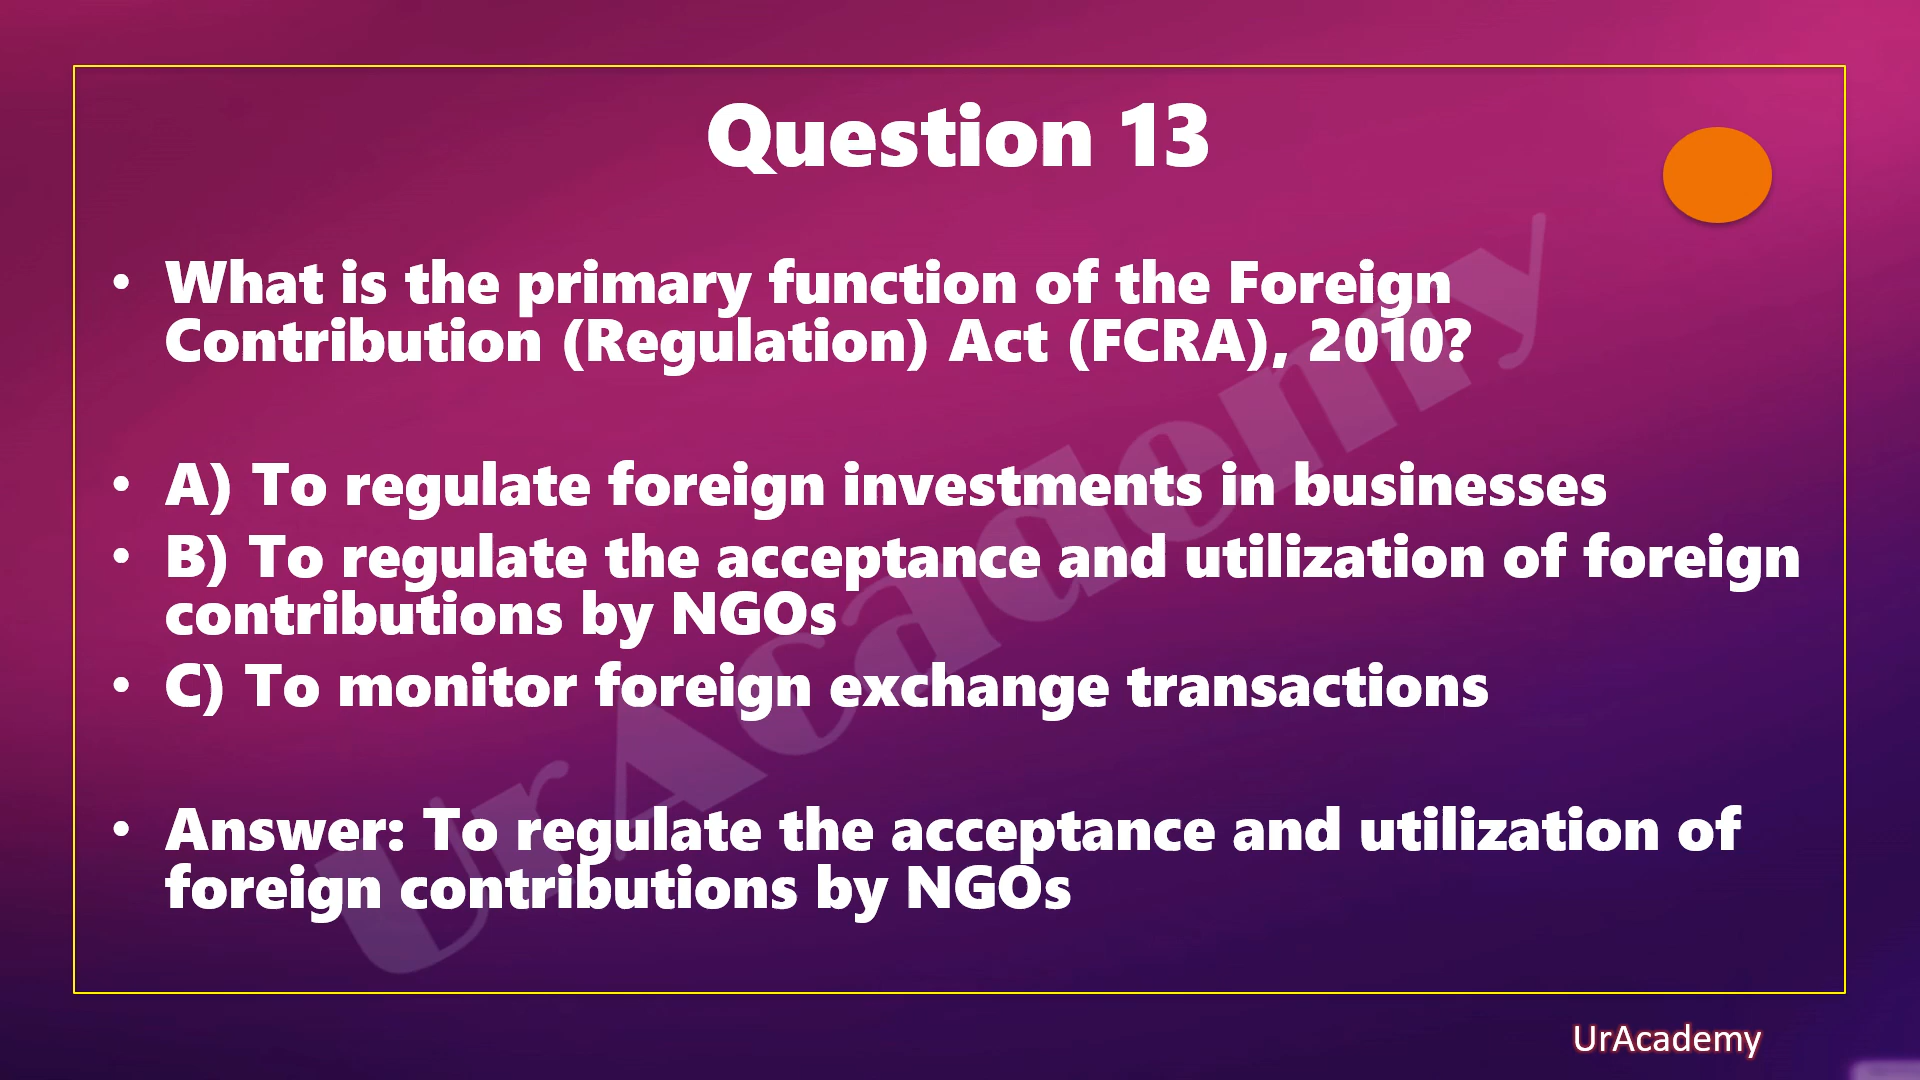 Question 13
• What is the primary function of the Foreign
Contribution (Regulation) Act (FCRA), 2010?
• A) To regulate foreign investments in businesses
• B) To regulate the acceptance and utilization of foreign
contributions by NGOs
• C) To monitor foreign exchange transactions
• Answer: To regulate the acceptance and utilization of
foreign contributions by NGOs
UrAcademy
UrAcademy